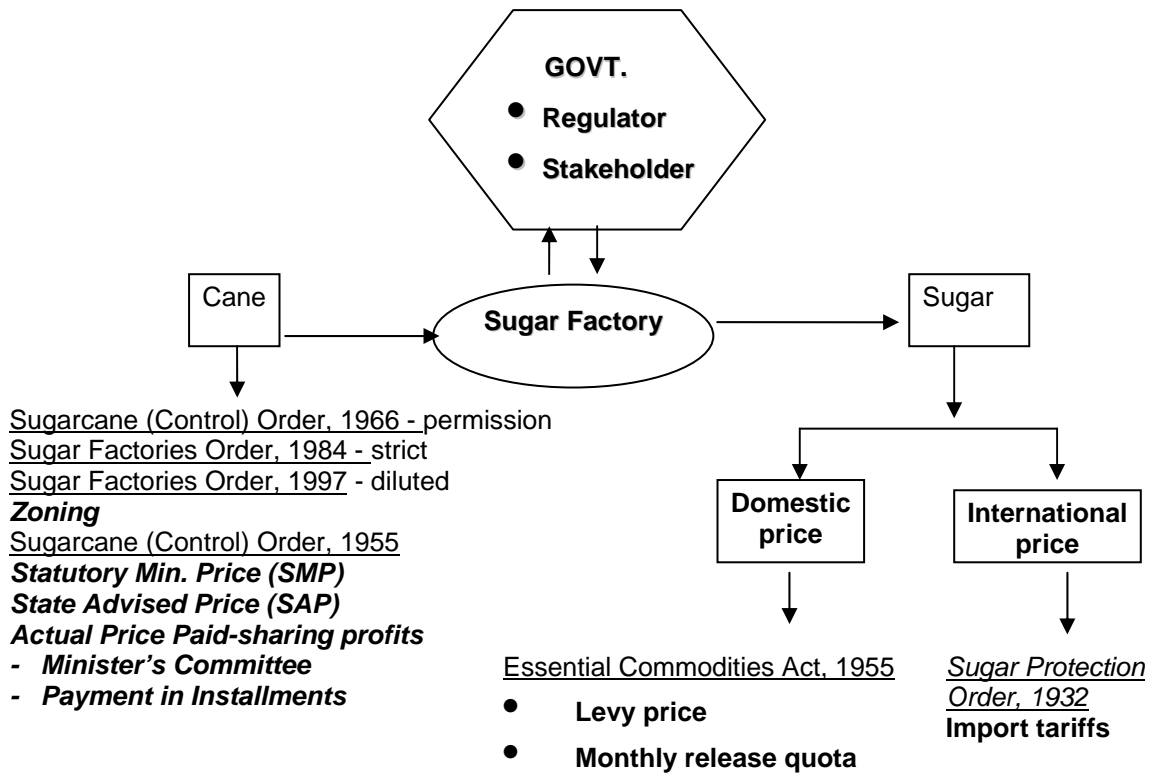 GOVT.
● Regulator
● Stakeholder
Cane
Sugar Factory
Sugar
Sugarcane (Control) Order, 1966 - permission
Sugar Factories Order, 1984 - strict
Sugar Factories Order, 1997 - diluted
Zoning
Sugarcane (Control) Order, 1955
Statutory Min. Price (SMP)
State Advised Price (SAP)
Actual Price Paid-sharing profits
- Minister's Committee
- Payment in Installments
Domestic
price
Essential Commodities Act, 1955
● Levy price
● Monthly release quota
International
price
Sugar Protection
Order, 1932
Import tariffs